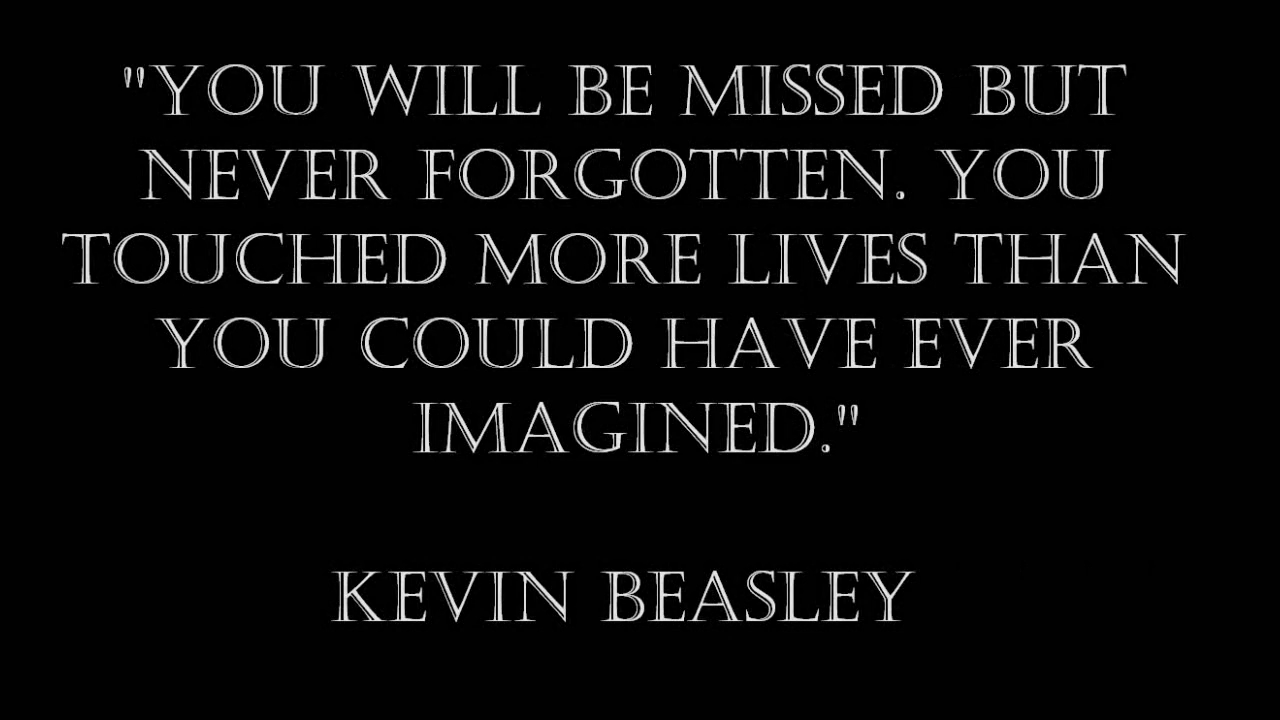 "YOU WILL BE MISSED BUT
NEVER FORGOTTEN. YOU
TOUCHED MORE LIVES THAN
YOU COULD HAVE EVER
IMAGINED."
KEVIN BEASLEY